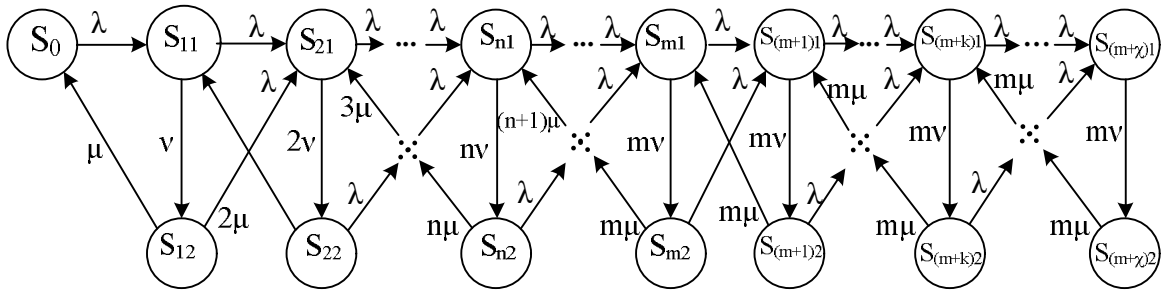 λ λ λ λ λ λ λ λ λ λ λ
S0 S11 S21 ... Sn1 ... Sm1 S(m+1)1 ... S(m+k)1 ... S(m+χ)1
λ 3μ λ (n+1)μ λ λ mμ λ mμ λ
μ ν 2ν nν mν mν mν mν
2μ λ nμ λ mμ mμ λ mμ λ mμ
S12 S22 Sn2 Sm2 S(m+1)2 S(m+k)2 S(m+χ)2